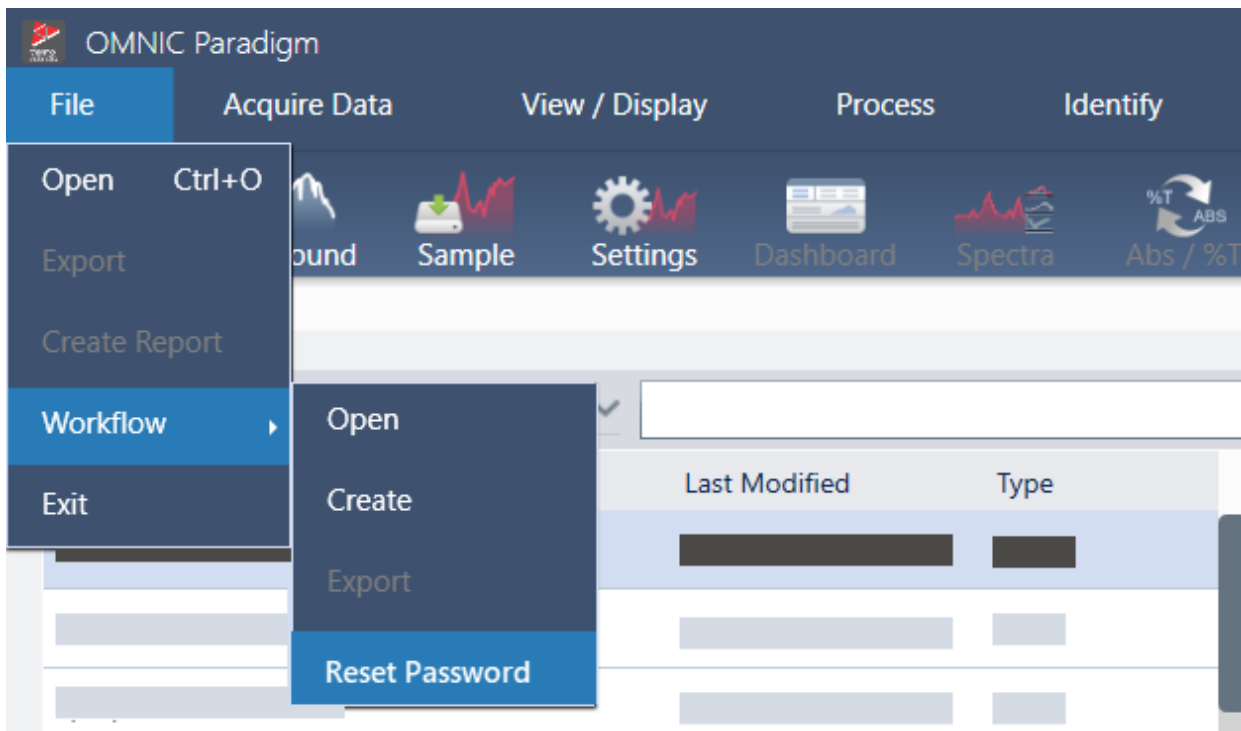 OMNIC Paradigm
File Acquire Data View / Display Process Identify
Open Ctrl+O
Export
Create Report
Workflow
Exit
ound Sample Settings Dashboard Spectra Abs / %T
%T ABS
Open
Create
Export
Reset Password
Last Modified Type